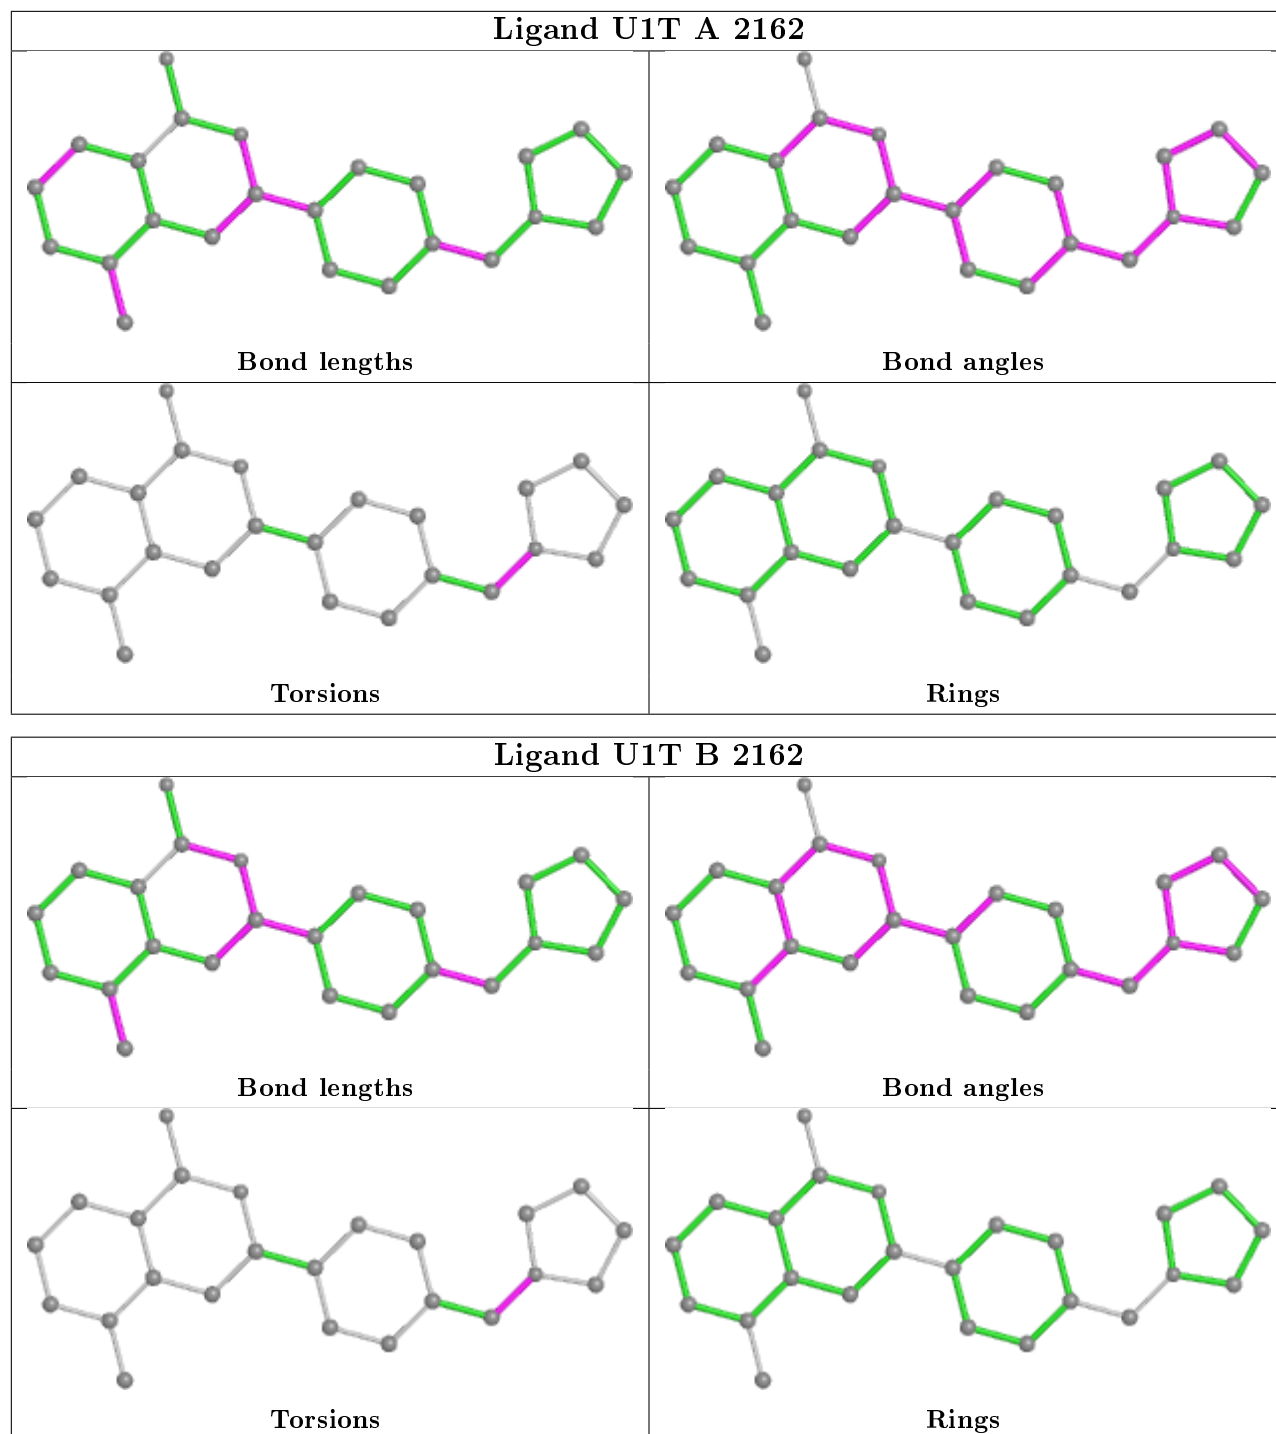 Ligand U1T A 2162
Bond lengths
Bond angles
Torsions
Rings
Ligand U1T B 2162
Bond lengths
Bond angles
Torsions
Rings